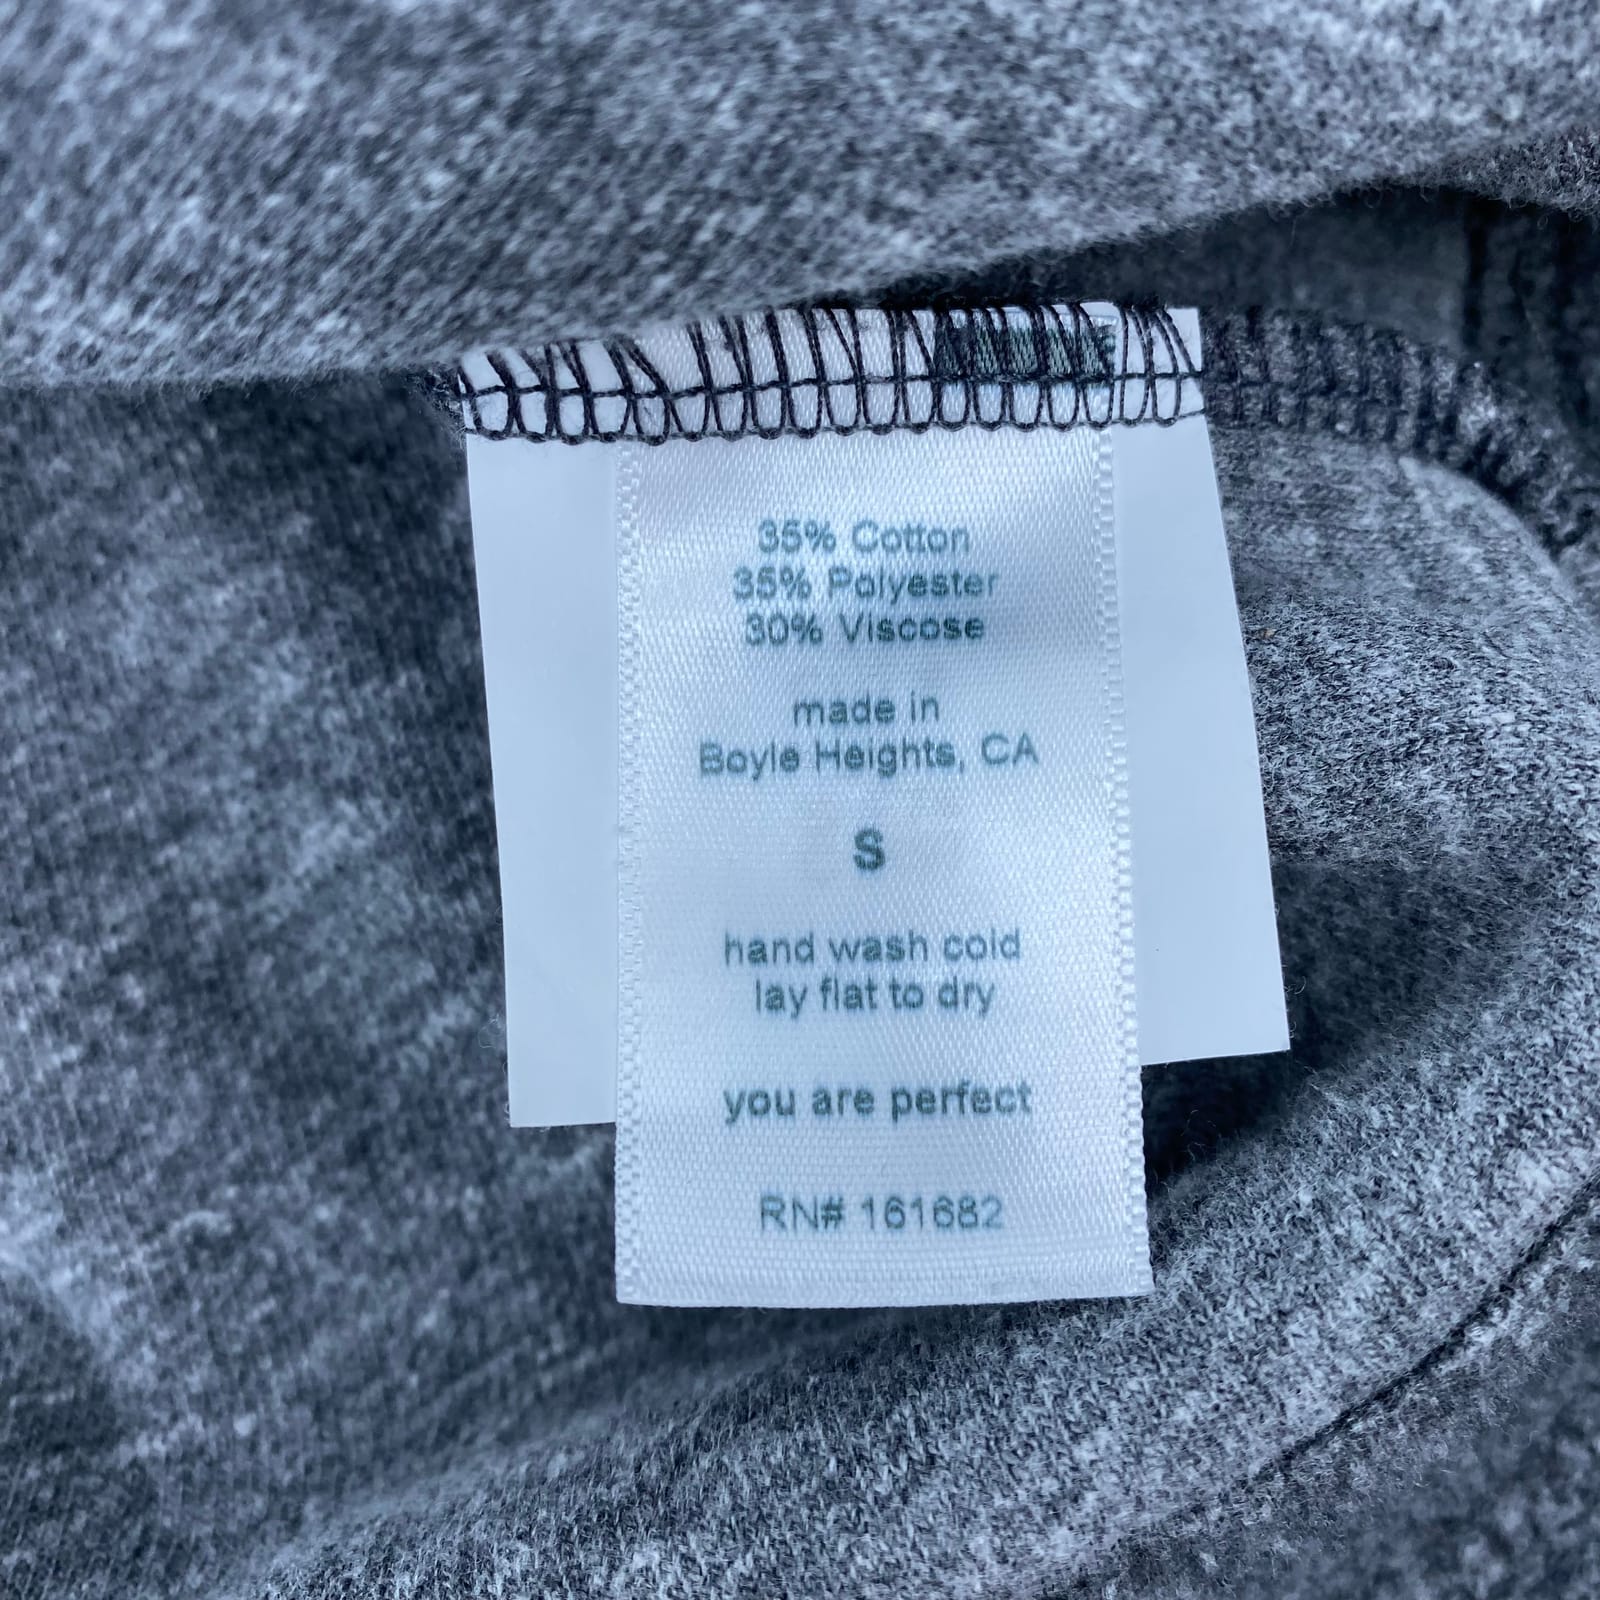 35% Cotton
35% Polyester
30% Viscose
made in
Boyle Heights, CA
S
hand wash cold
lay flat to dry
you are perfect
RN# 161682